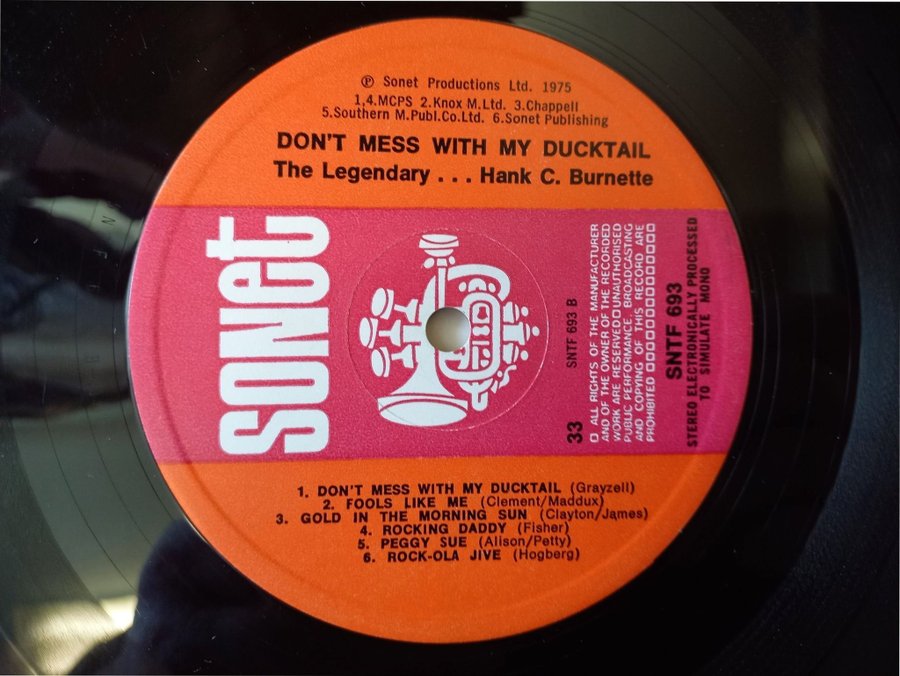 ℗ Sonet Productions Ltd. 1975
1,4.MCPS 2.Knox M.Ltd. 3.Chappell
5.Southern M.Publ.Co.Ltd. 6.Sonet Publishing
DON'T MESS WITH MY DUCKTAIL
The Legendary . . . Hank C. Burnette
sonet
33
SNTF 693 B
□ ALL RIGHTS OF THE MANUFACTURER
AND OF THE OWNER OF THE RECORDED
WORK ARE RESERVED□UNAUTHORISED
PUBLIC PERFORMANCE, BROADCASTING
AND COPYING OF THIS RECORD ARE
PROHIBITED □□□□□□□□□□□□□
SNTF 693
STEREO ELECTRONICALLY PROCESSED
TO SIMULATE MONO
1. DON'T MESS WITH MY DUCKTAIL (Grayzell)
2. FOOLS LIKE ME (Clement/Maddux)
3. GOLD IN THE MORNING SUN (Clayton/James)
4. ROCKING DADDY (Fisher)
5. PEGGY SUE (Alison/Petty)
6. ROCK-OLA JIVE (Hogberg)